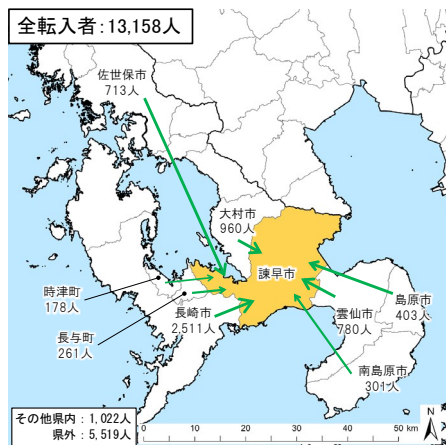 全転入者：13,158人
佐世保市
713人
大村市
960人
諫早市
時津町
178人
長与町
261人
長崎市
2,511人
島原市
403人
雲仙市
780人
南島原市
301人
その他県内：1,022人
県外：5,519人
0 10 20 30 40 50 km
N